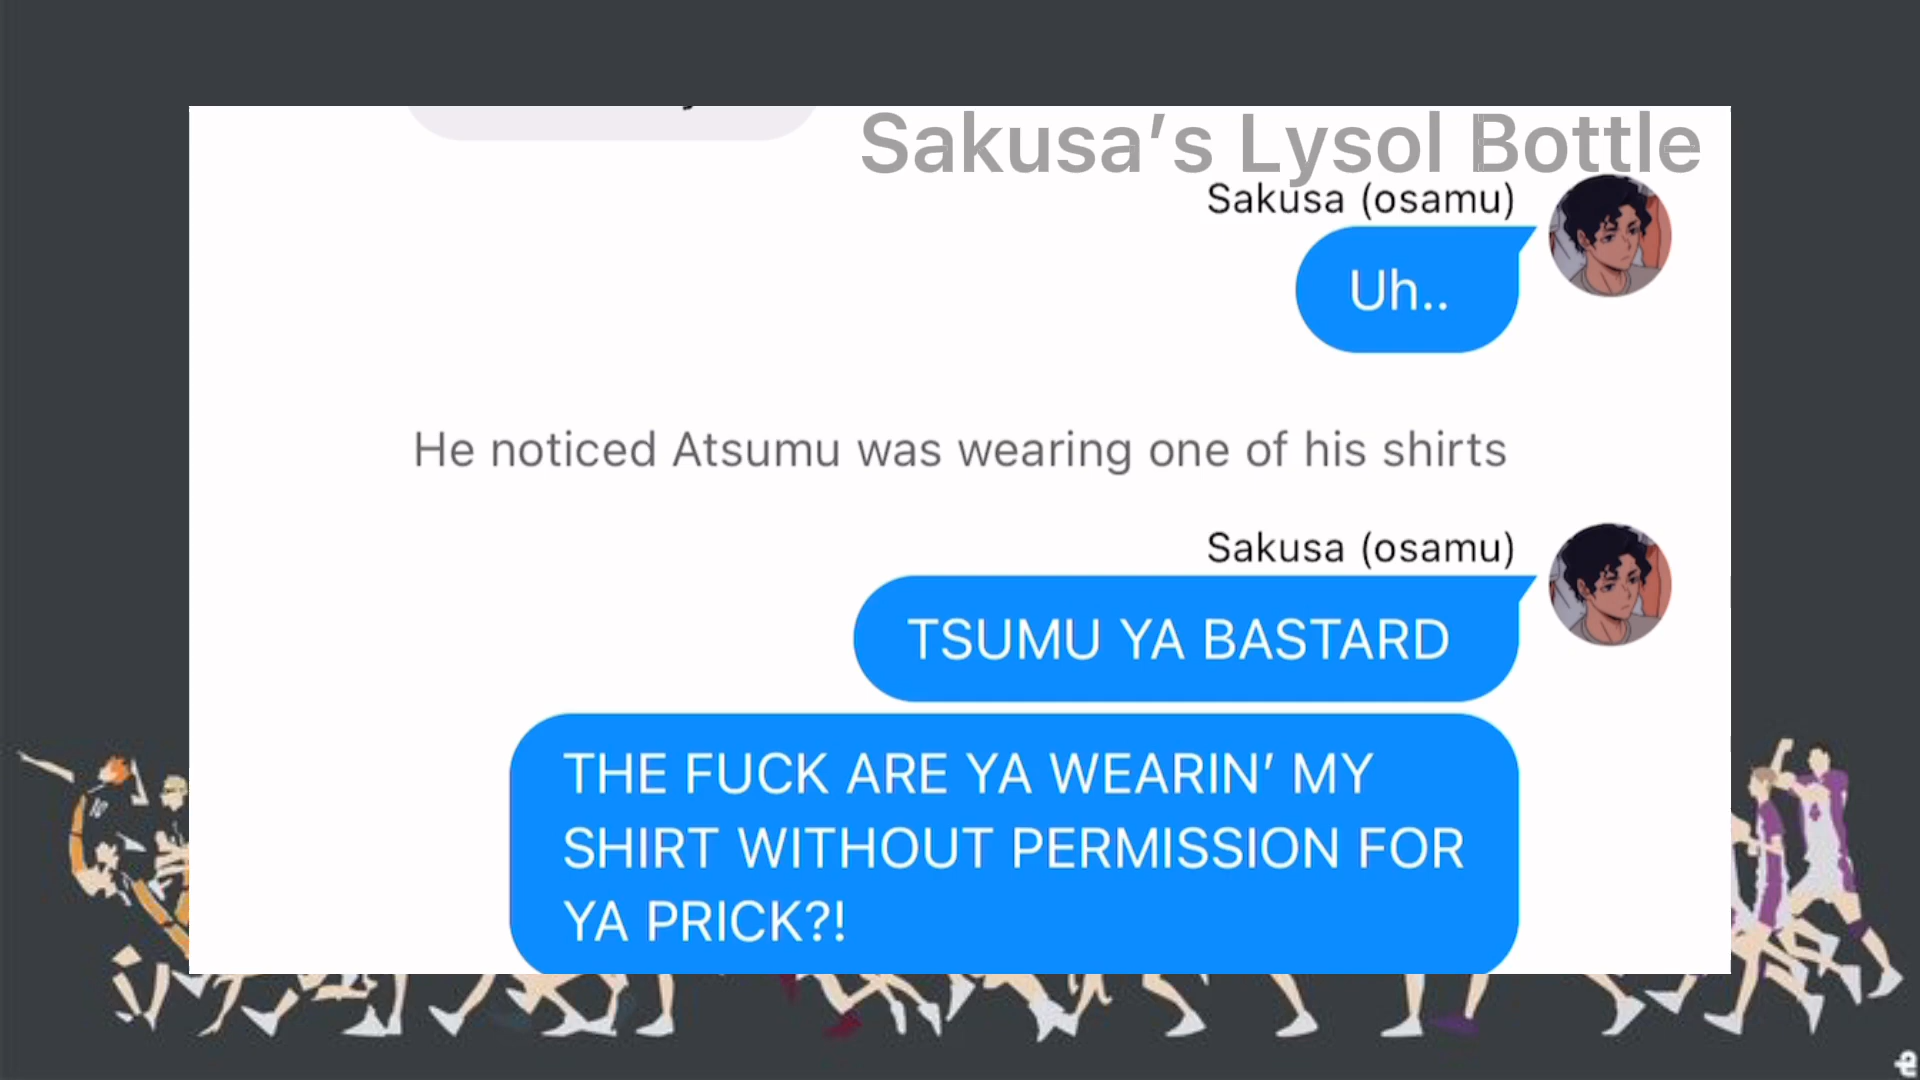 Sakusa’s Lysol Bottle
Sakusa (osamu)
Uh..
He noticed Atsumu was wearing one of his shirts
Sakusa (osamu)
TSUMU YA BASTARD
THE FUCK ARE YA WEARIN’ MY
SHIRT WITHOUT PERMISSION FOR
YA PRICK?!